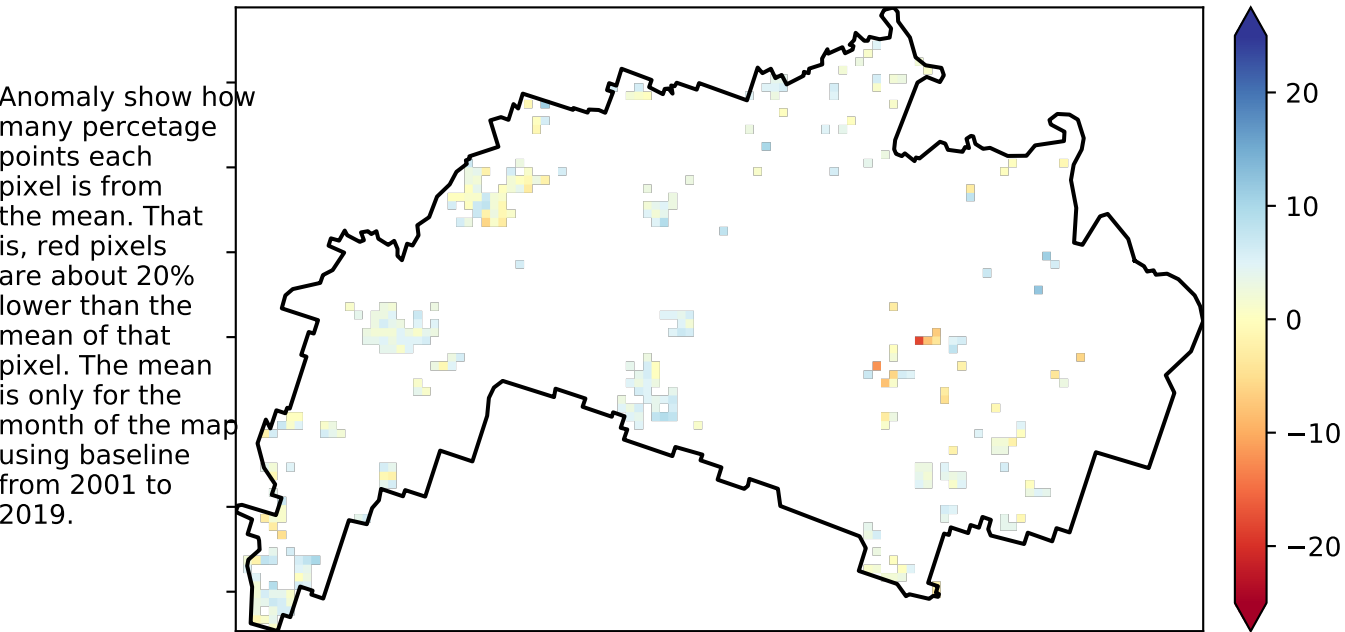 Anomaly show how
many percetage
points each
pixel is from
the mean. That
is, red pixels
are about 20%
lower than the
mean of that
pixel. The mean
is only for the
month of the map
using baseline
from 2001 to
2019.
20
10
0
−10
−20